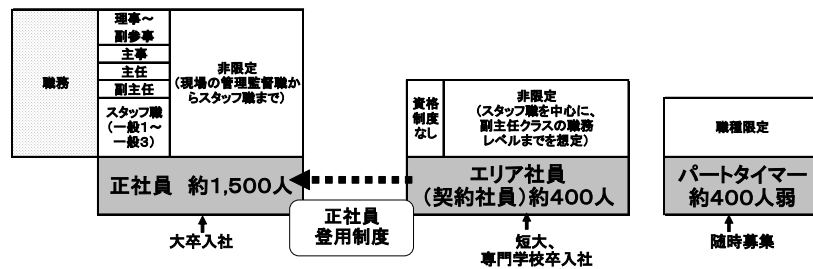 職務
理事～
副参事
主事
主任
副主任
スタッフ職
（一般1～
一般3）
非限定
（現場の管理監督職か
らスタッフ職まで）
正社員 約1,500人
大卒入社
正社員
登用制度
資格
制度
なし
非限定
（スタッフ職を中心に、
副主任クラスの職務
レベルまでを想定）
エリア社員
（契約社員）約400人
短大、
専門学校卒入社
職種限定
パートタイマー
約400人弱
随時募集